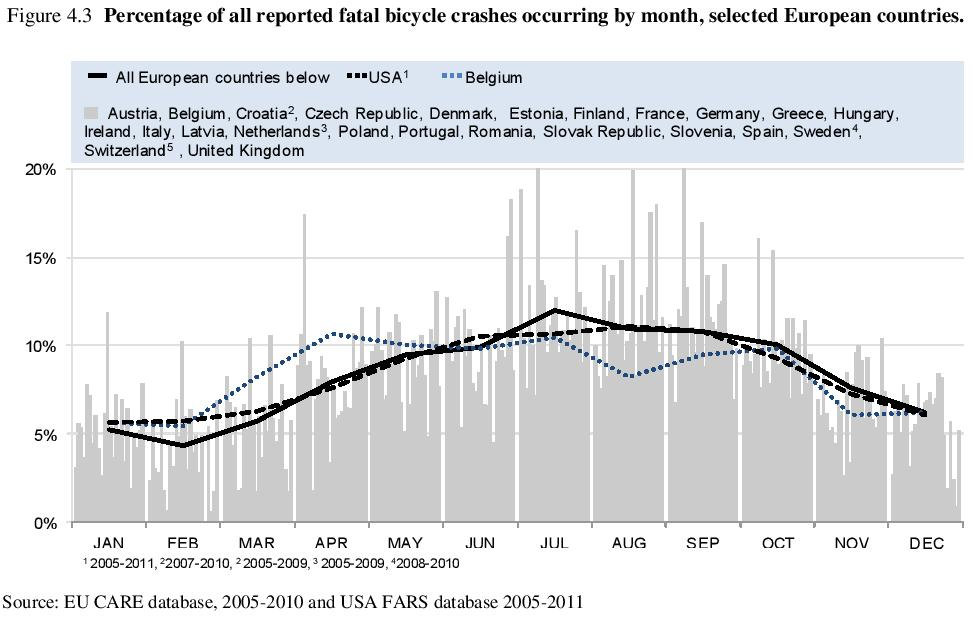 Figure 4.3 Percentage of all reported fatal bicycle crashes occurring by month, selected European countries.
All European countries below USA¹ Belgium
Austria, Belgium, Croatia², Czech Republic, Denmark, Estonia, Finland, France, Germany, Greece, Hungary,
Ireland, Italy, Latvia, Netherlands³, Poland, Portugal, Romania, Slovak Republic, Slovenia, Spain, Sweden⁴,
Switzerland⁵ , United Kingdom
20%
15%
10%
5%
0%
JAN FEB MAR APR MAY JUN JUL AUG SEP OCT NOV DEC
¹ 2005-2011, ²2007-2010, ² 2005-2009, ³ 2005-2009, ⁴2008-2010
Source: EU CARE database, 2005-2010 and USA FARS database 2005-2011